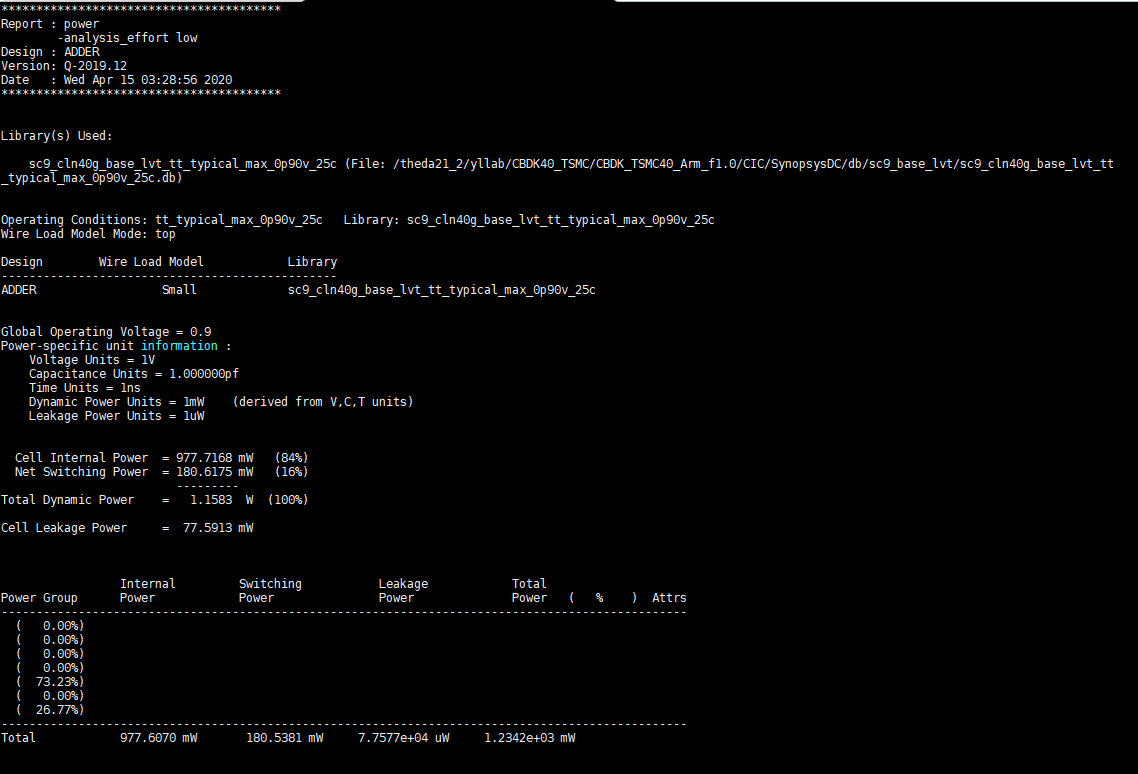 ****************************************
Report : power
        -analysis_effort low
Design : ADDER
Version: Q-2019.12
Date   : Wed Apr 15 03:28:56 2020
****************************************
Library(s) Used:
    sc9_cln40g_base_lvt_tt_typical_max_0p90v_25c (File: /theda21_2/yllab/CBDK40_TSMC/CBDK_TSMC40_Arm_f1.0/CIC/SynopsysDC/db/sc9_base_lvt/sc9_cln40g_base_lvt_tt
_typical_max_0p90v_25c.db)
Operating Conditions: tt_typical_max_0p90v_25c   Library: sc9_cln40g_base_lvt_tt_typical_max_0p90v_25c
Wire Load Model Mode: top
Design        Wire Load Model            Library
------------------------------------------------
ADDER                  Small             sc9_cln40g_base_lvt_tt_typical_max_0p90v_25c
Global Operating Voltage = 0.9
Power-specific unit information :
    Voltage Units = 1V
    Capacitance Units = 1.000000pf
    Time Units = 1ns
    Dynamic Power Units = 1mW    (derived from V,C,T units)
    Leakage Power Units = 1uW
  Cell Internal Power  = 977.7168 mW   (84%)
  Net Switching Power  = 180.6175 mW   (16%)
                         ---------
Total Dynamic Power    =   1.1583  W  (100%)
Cell Leakage Power     =  77.5913 mW
                 Internal         Switching           Leakage            Total
Power Group      Power            Power               Power              Power   (   %    )  Attrs
--------------------------------------------------------------------------------------------------
  (   0.00%)
  (   0.00%)
  (   0.00%)
  (   0.00%)
  (  73.23%)
  (   0.00%)
  (  26.77%)
--------------------------------------------------------------------------------------------------
Total            977.6070 mW       180.5381 mW     7.7577e+04 uW     1.2342e+03 mW